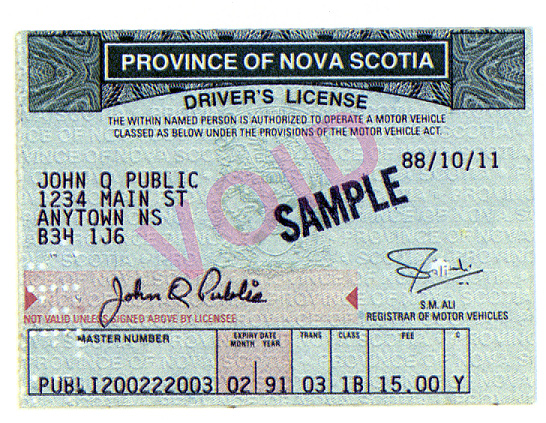 PROVINCE OF NOVA SCOTIA
DRIVER'S LICENSE
THE WITHIN NAMED PERSON IS AUTHORIZED TO OPERATE A MOTOR VEHICLE
CLASSED AS BELOW UNDER THE PROVISIONS OF THE MOTOR VEHICLE ACT.
88/10/11
VOID
SAMPLE
JOHN Q PUBLIC
1234 MAIN ST
ANYTOWN NS
B3H 1J6
John Q Public
NOT VALID UNLESS SIGNED ABOVE BY LICENSEE
S. Ali
S.M. ALI
REGISTRAR OF MOTOR VEHICLES
MASTER NUMBER EXPIRY DATE TRANS CLASS FEE C
MONTH YEAR
PUBLI200222003 02 91 03 1B 15.00 Y